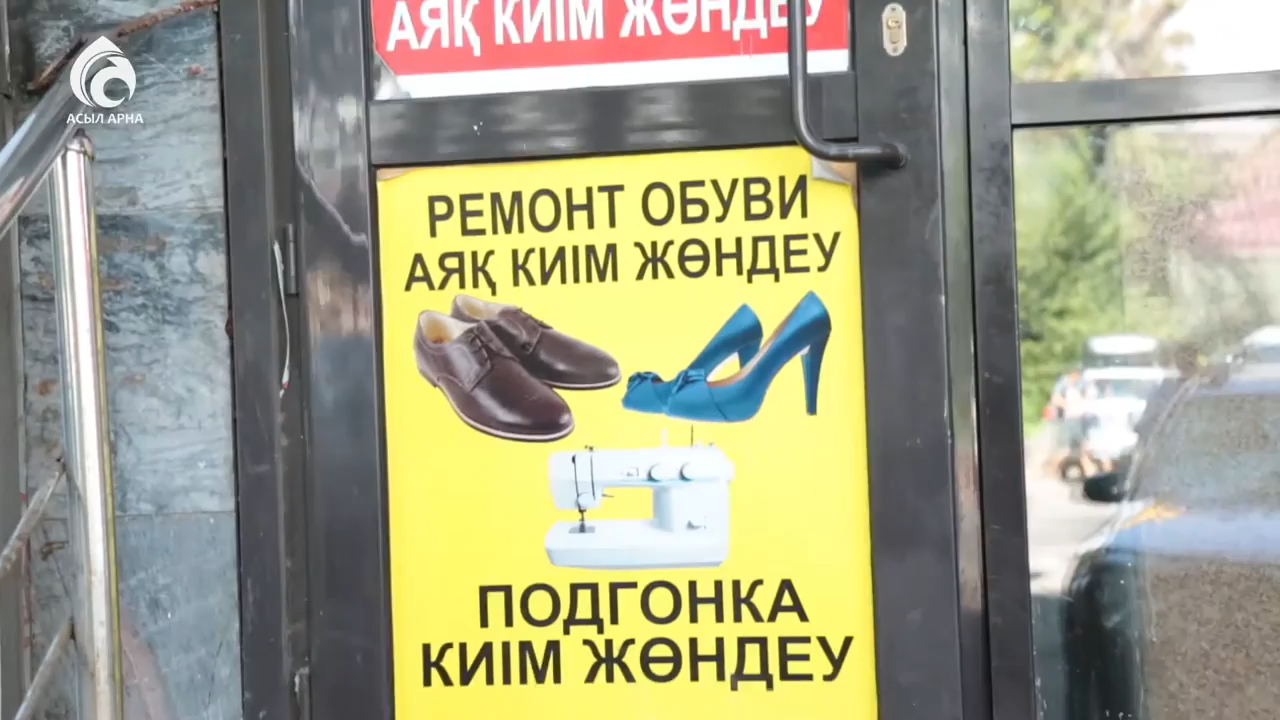 АЯҚ КИІМ ЖӨНДЕУ
АСЫЛ АРНА
РЕМОНТ ОБУВИ
АЯҚ КИІМ ЖӨНДЕУ
ПОДГОНКА
КИІМ ЖӨНДЕУ